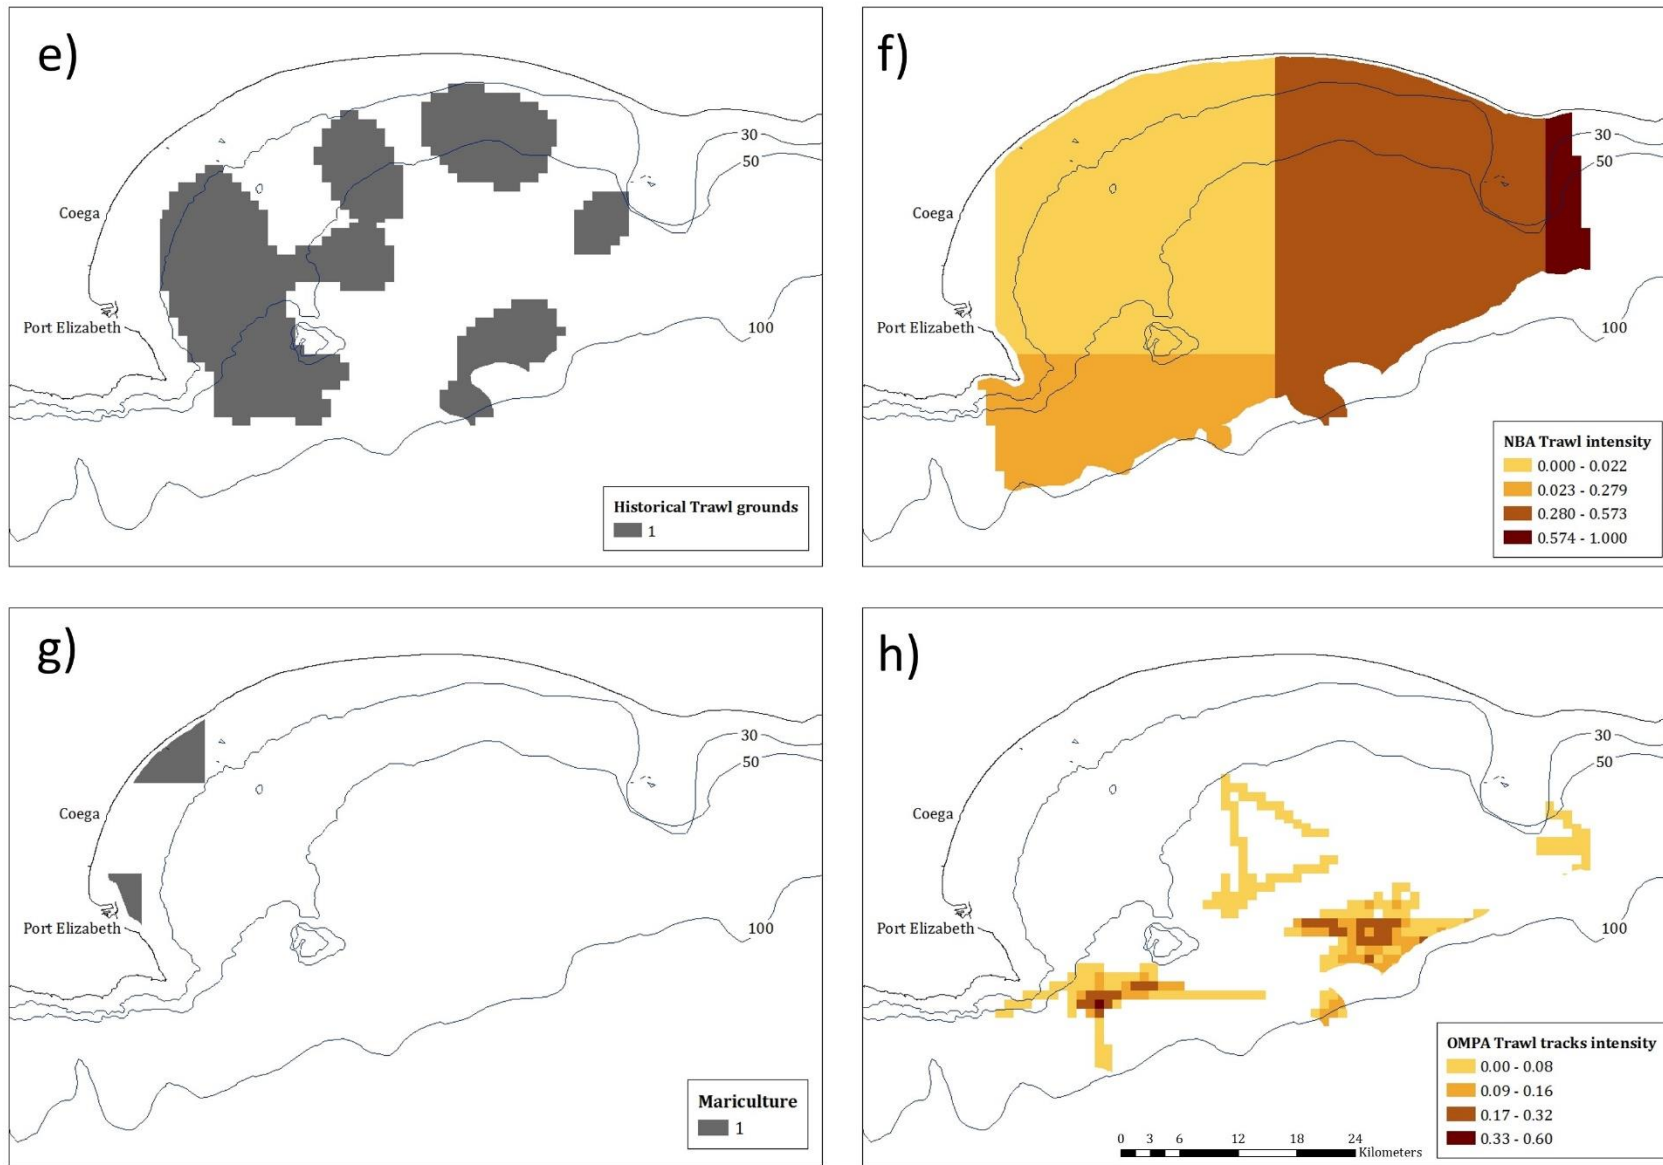 e)
30
50
Coega
Port Elizabeth
100
Historical Trawl grounds
1
f)
30
50
Coega
Port Elizabeth
100
NBA Trawl intensity
0.000 - 0.022
0.023 - 0.279
0.280 - 0.573
0.574 - 1.000
g)
30
50
Coega
Port Elizabeth
100
Mariculture
1
h)
30
50
Coega
Port Elizabeth
100
OMPA Trawl tracks intensity
0.00 - 0.08
0.09 - 0.16
0.17 - 0.32
0.33 - 0.60
0 3 6 12 18 24
Kilometers